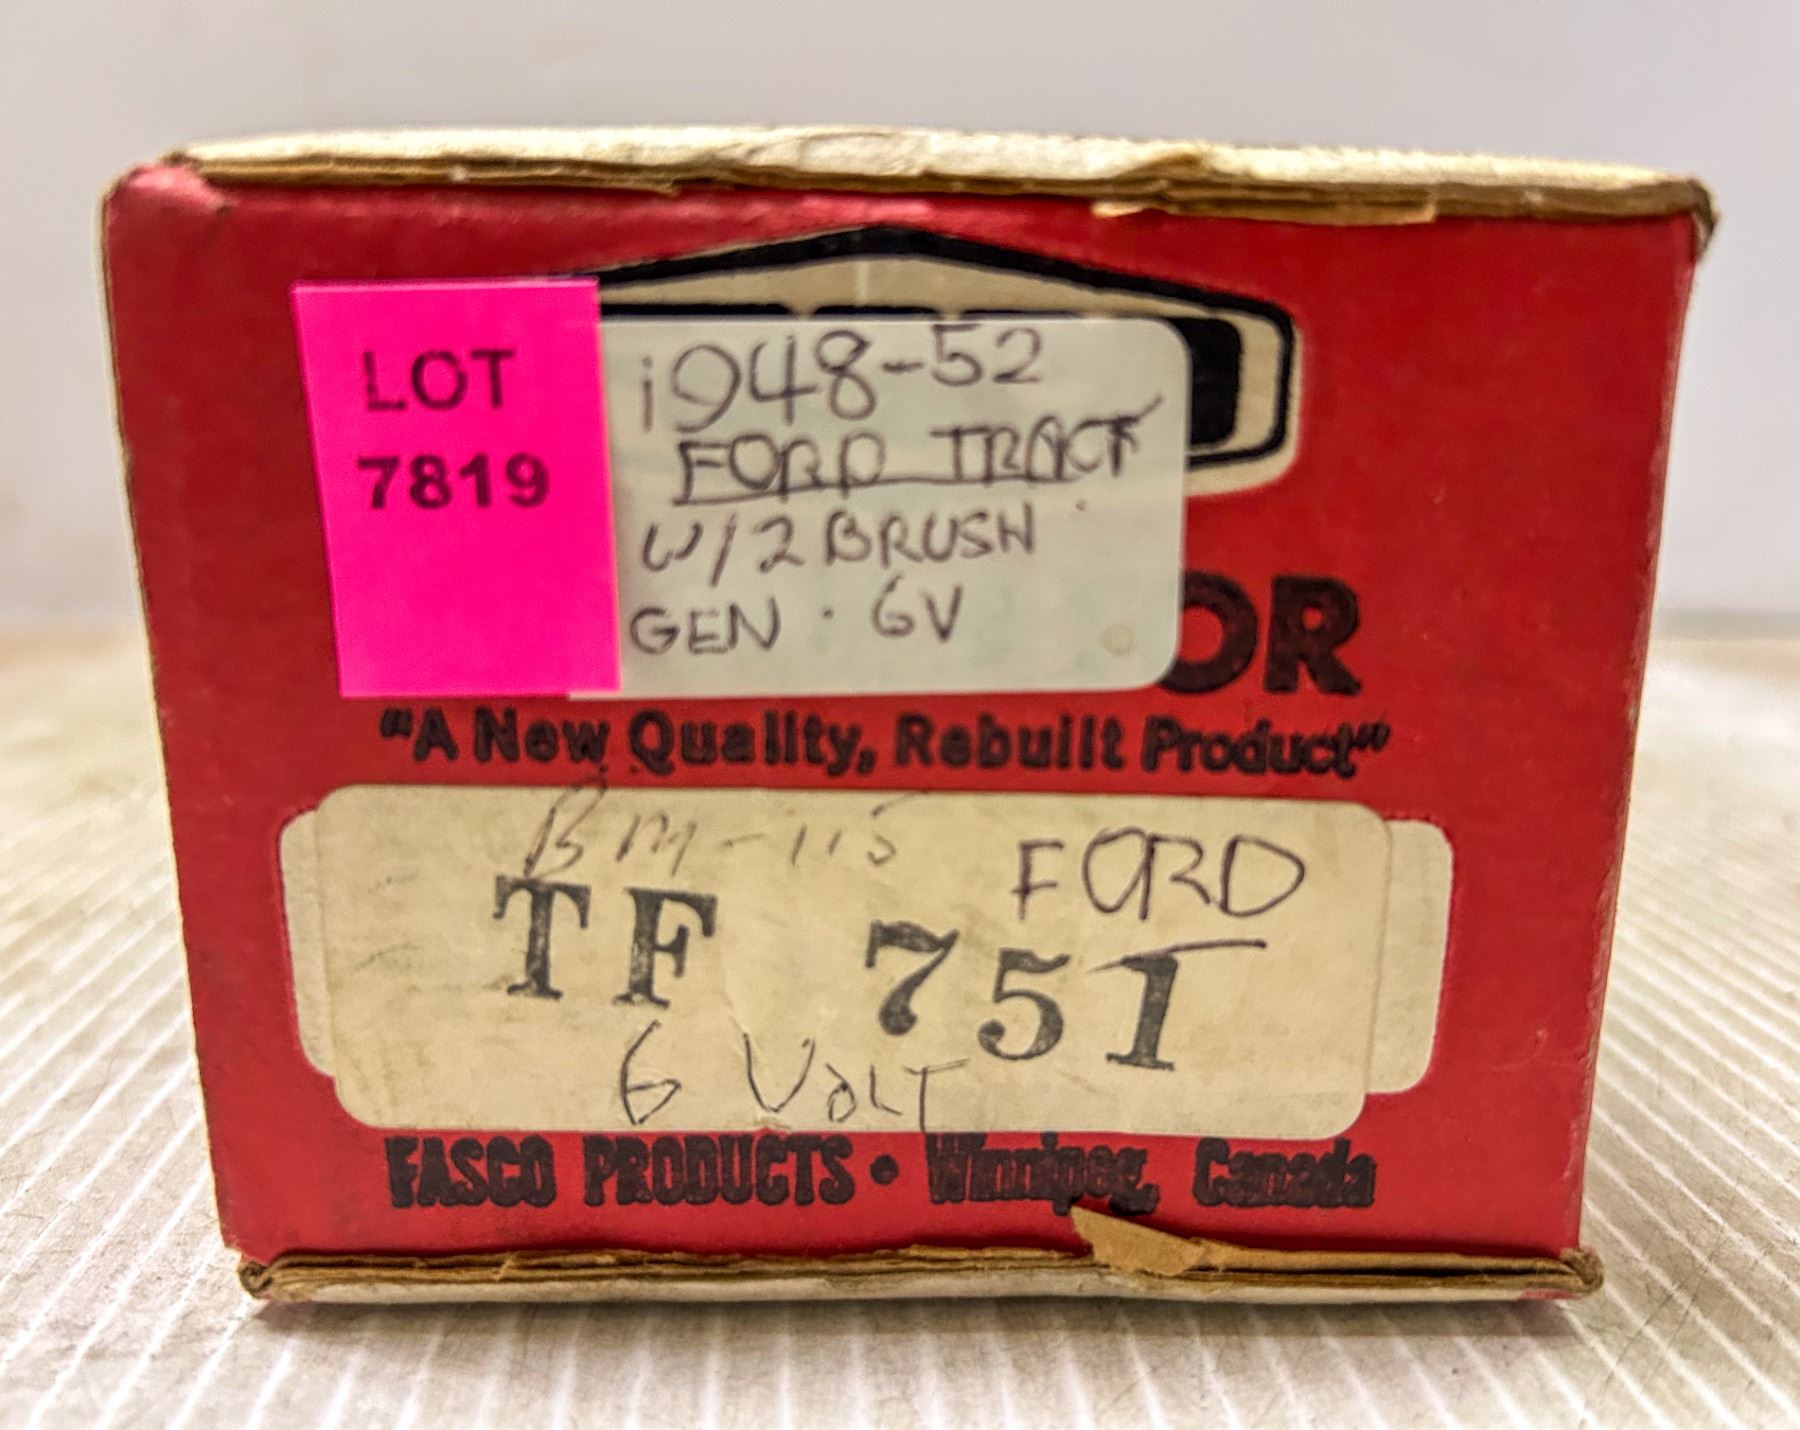 LOT
7819
1948-52
FORD TRACT
W/2 BRUSH
GEN. 6V
OR
"A New Quality, Rebuilt Product"
BM-115
FORD
TF 751
6 VOLT
FASCO PRODUCTS • Winnipeg, Canada